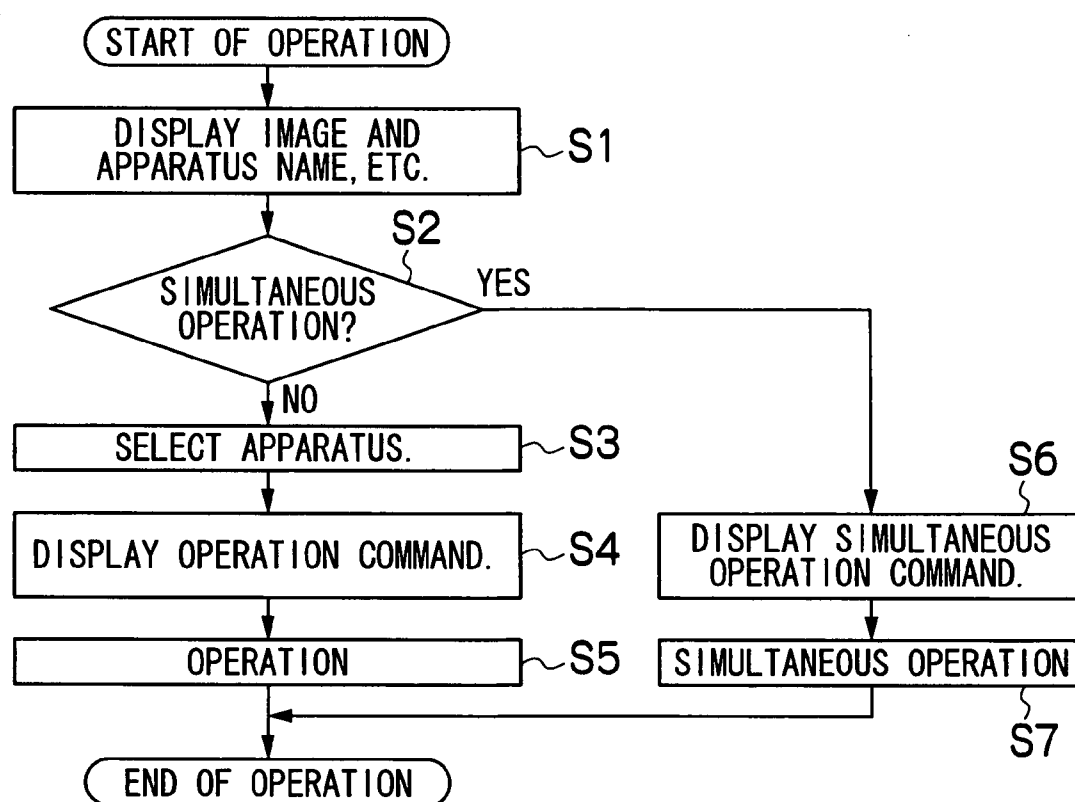 START OF OPERATION
DISPLAY IMAGE AND
APPARATUS NAME, ETC.
S1
S2
SIMULTANEOUS
OPERATION?
YES
NO
SELECT APPARATUS.
S3
DISPLAY OPERATION COMMAND.
S4
S6
DISPLAY SIMULTANEOUS
OPERATION COMMAND.
OPERATION
S5
SIMULTANEOUS OPERATION
S7
END OF OPERATION